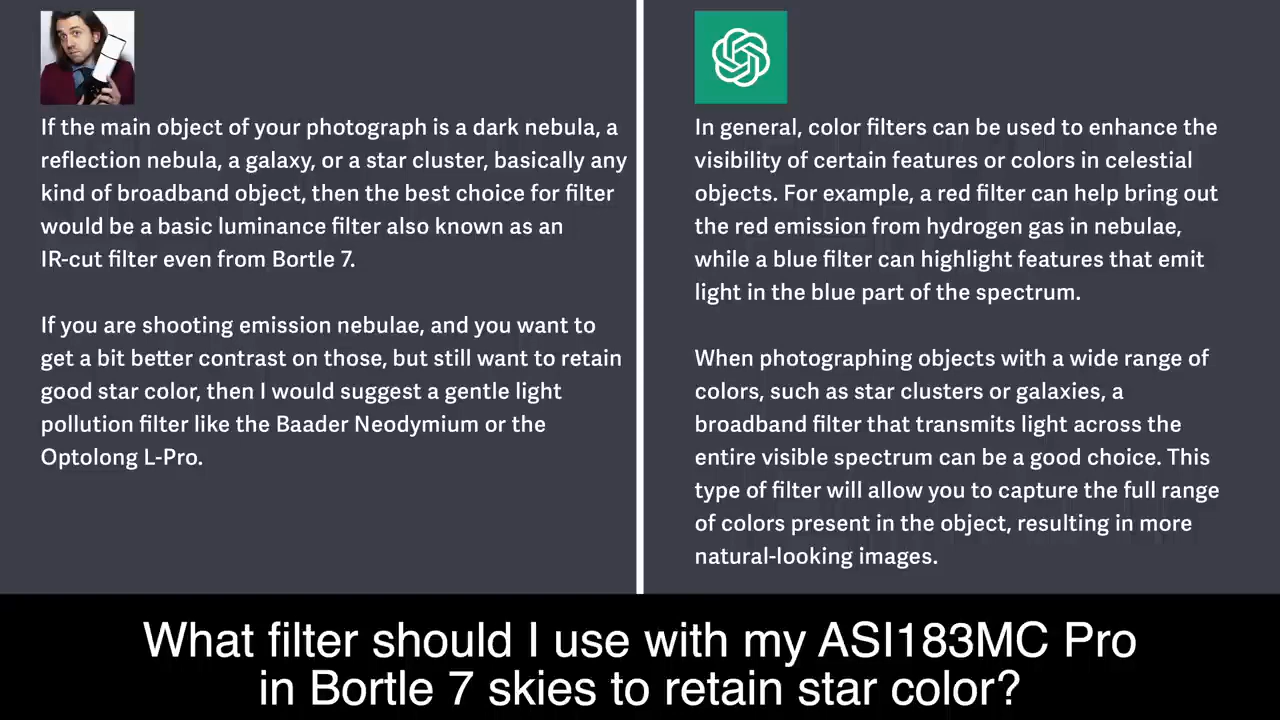 If the main object of your photograph is a dark nebula, a
reflection nebula, a galaxy, or a star cluster, basically any
kind of broadband object, then the best choice for filter
would be a basic luminance filter also known as an
IR-cut filter even from Bortle 7.
If you are shooting emission nebulae, and you want to
get a bit better contrast on those, but still want to retain
good star color, then I would suggest a gentle light
pollution filter like the Baader Neodymium or the
Optolong L-Pro.
In general, color filters can be used to enhance the
visibility of certain features or colors in celestial
objects. For example, a red filter can help bring out
the red emission from hydrogen gas in nebulae,
while a blue filter can highlight features that emit
light in the blue part of the spectrum.
When photographing objects with a wide range of
colors, such as star clusters or galaxies, a
broadband filter that transmits light across the
entire visible spectrum can be a good choice. This
type of filter will allow you to capture the full range
of colors present in the object, resulting in more
natural-looking images.
What filter should I use with my ASI183MC Pro
in Bortle 7 skies to retain star color?